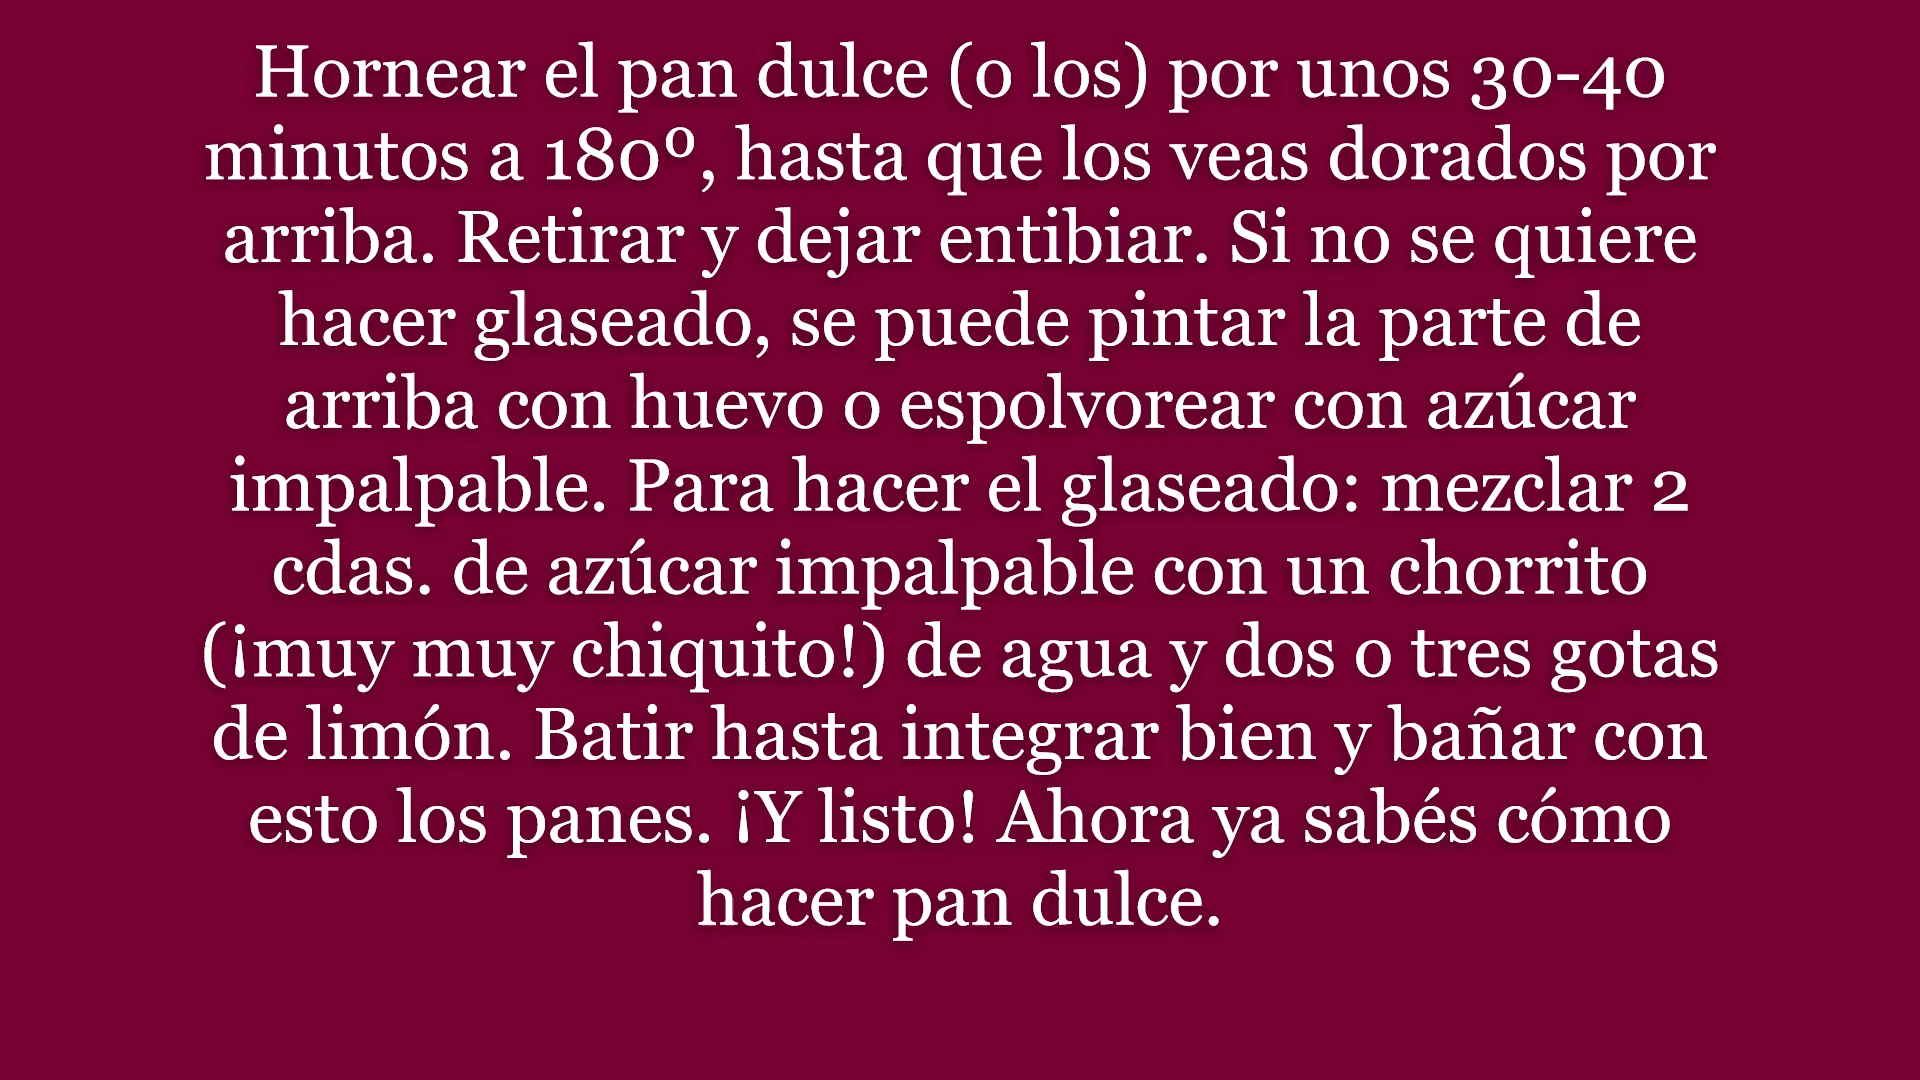 Hornear el pan dulce (o los) por unos 30-40
minutos a 180º, hasta que los veas dorados por
arriba. Retirar y dejar entibiar. Si no se quiere
hacer glaseado, se puede pintar la parte de
arriba con huevo o espolvorear con azúcar
impalpable. Para hacer el glaseado: mezclar 2
cdas. de azúcar impalpable con un chorrito
(¡muy muy chiquito!) de agua y dos o tres gotas
de limón. Batir hasta integrar bien y bañar con
esto los panes. ¡Y listo! Ahora ya sabés cómo
hacer pan dulce.